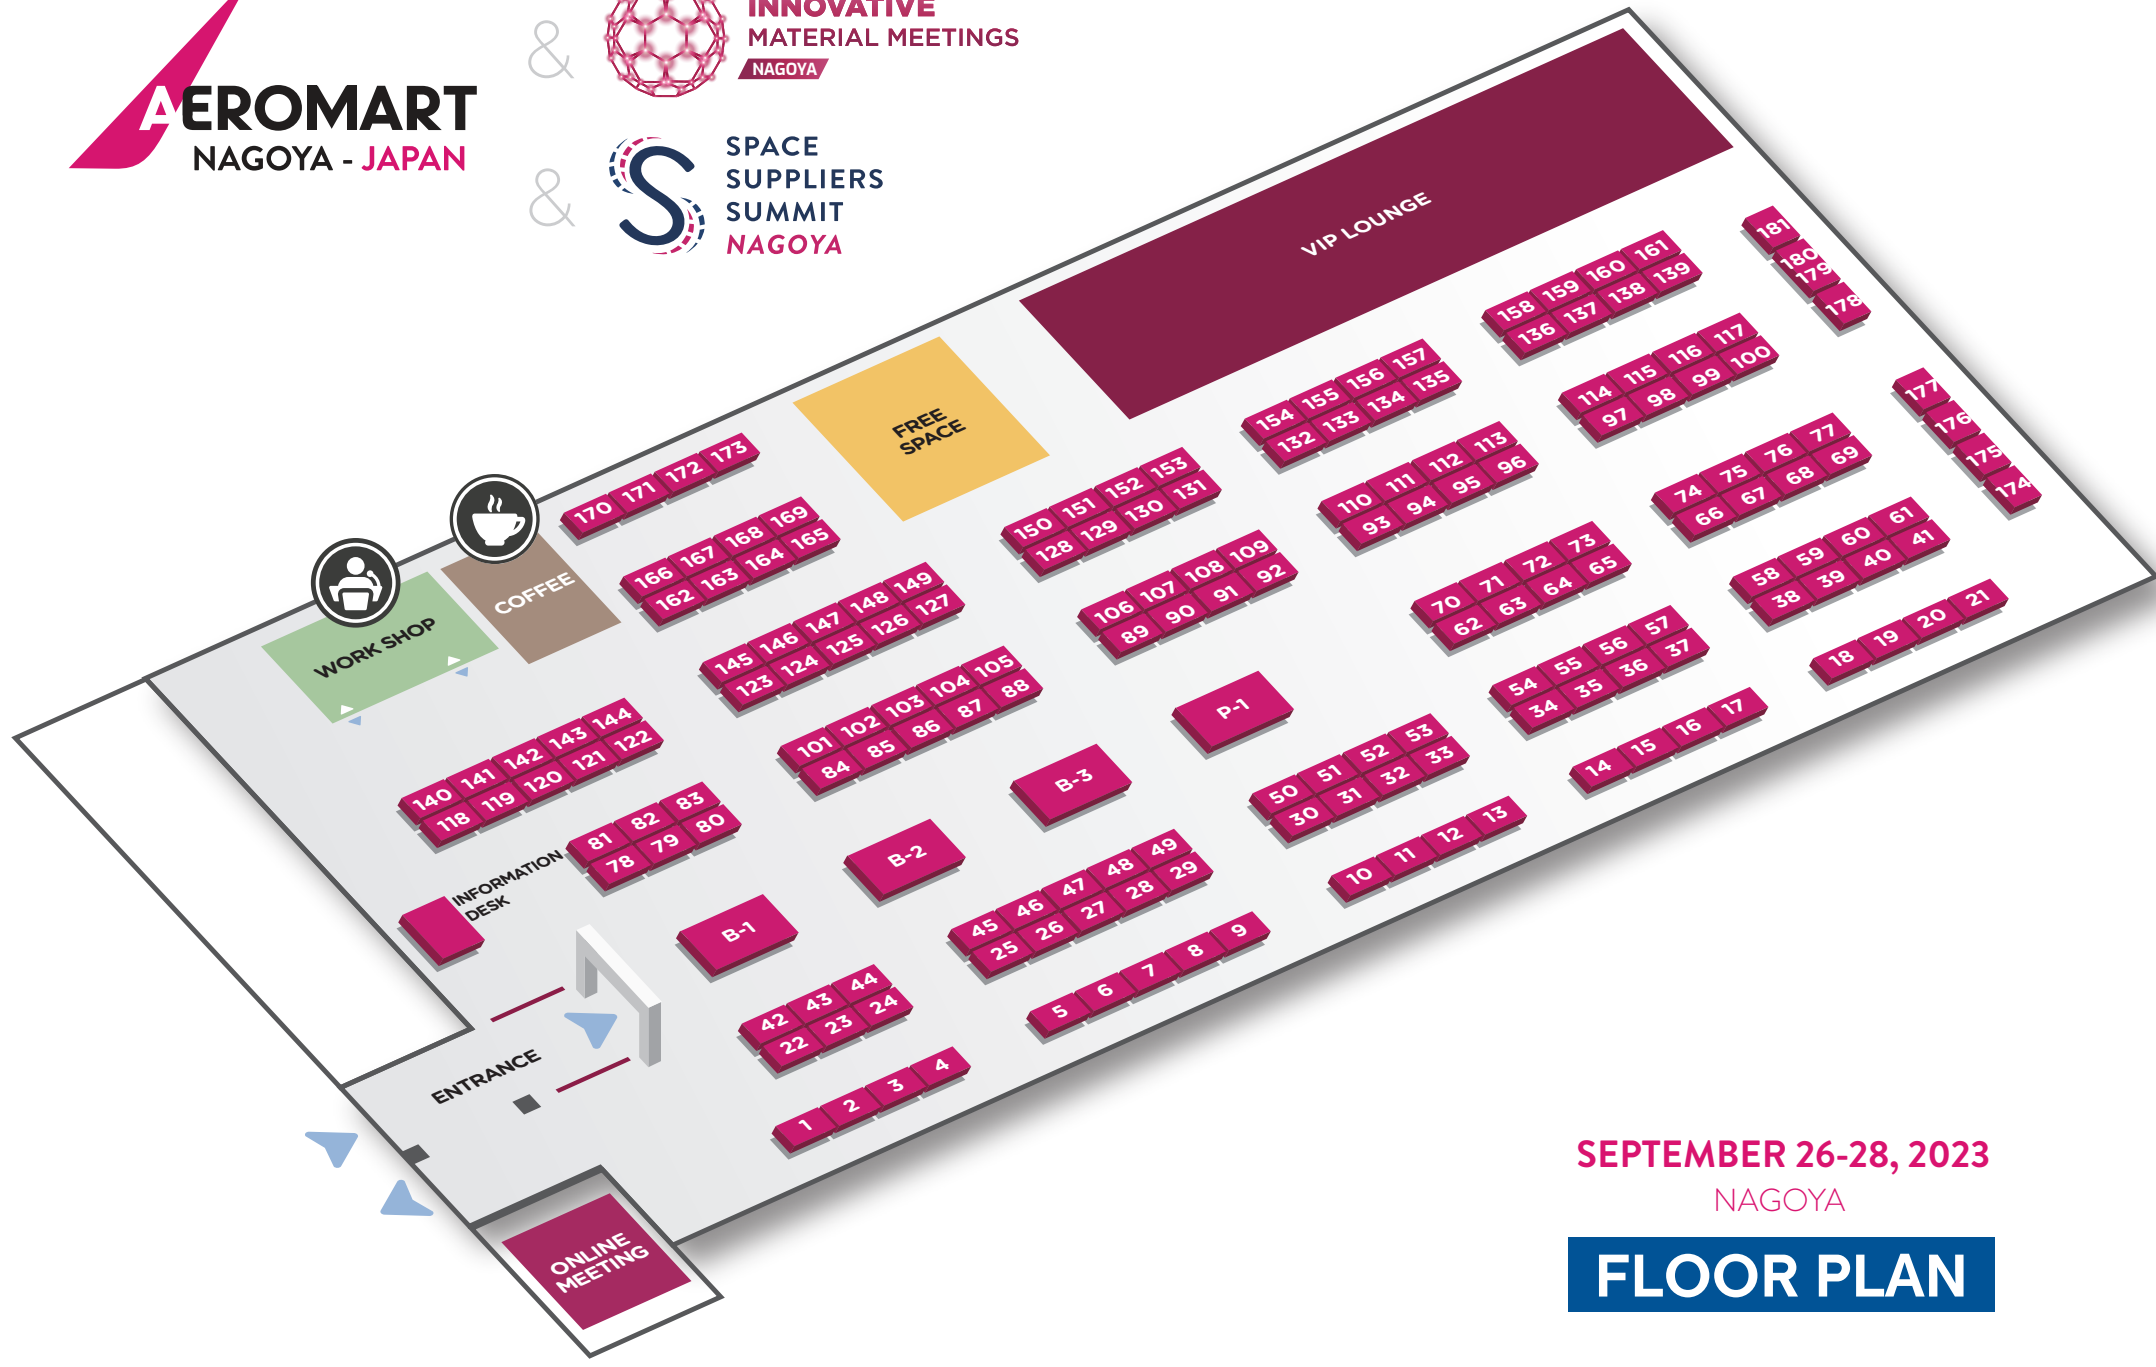 AEROMART
NAGOYA - JAPAN
&
INNOVATIVE
MATERIAL MEETINGS
NAGOYA
&
SPACE
SUPPLIERS
SUMMIT
NAGOYA
VIP LOUNGE
FREE
SPACE
COFFEE
WORK SHOP
181
180
179
178
177
176
175
174
158 159 160 161
136 137 138 139
154 155 156 157
132 133 134 135
114 115 116 117
97 98 99 100
170 171 172 173
150 151 152 153
128 129 130 131
110 111 112 113
93 94 95 96
74 75 76 77
66 67 68 69
166 167 168 169
162 163 164 165
106 107 108 109
89 90 91 92
70 71 72 73
62 63 64 65
58 59 60 61
38 39 40 41
145 146 147 148 149
123 124 125 126 127
54 55 56 57
34 35 36 37
18 19 20 21
101 102 103 104 105
84 85 86 87 88
P-1
140 141 142 143 144
118 119 120 121 122
B-3
50 51 52 53
30 31 32 33
14 15 16 17
81 82 83
78 79 80
B-2
INFORMATION
DESK
B-1
45 46 47 48 49
25 26 27 28 29
10 11 12 13
42 43 44
22 23 24
5 6 7 8 9
1 2 3 4
ENTRANCE
ONLINE
MEETING
SEPTEMBER 26-28, 2023
NAGOYA
FLOOR PLAN